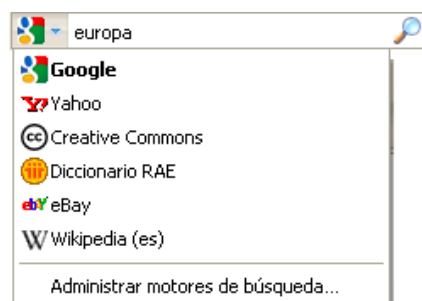 europa
Google
Yahoo
Creative Commons
Diccionario RAE
eBay
Wikipedia (es)
Administrar motores de búsqueda...